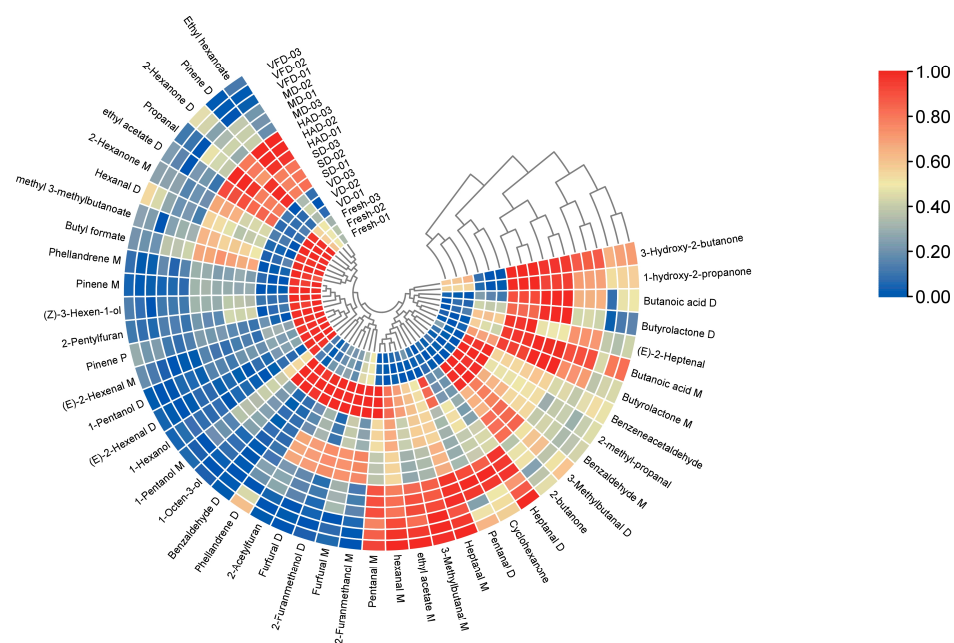 VFD-03
VFD-02
VFD-01
MD-02
MD-01
MD-03
HAD-03
HAD-02
HAD-01
SD-03
SD-02
SD-01
VD-03
VD-02
VD-01
Fresh-03
Fresh-02
Fresh-01
3-Hydroxy-2-butanone
1-hydroxy-2-propanone
Butanoic acid D
Butyrolactone D
(E)-2-Heptenal
Butanoic acid M
Butyrolactone M
Benzeneacetaldehyde
2-methyl-propanal
Benzaldehyde M
3-Methylbutanal D
2-butanone
Heptanal D
Cyclohexanone
Pentanal D
Heptanal M
3-Methylbutanal M
ethyl acetate M
hexanal M
Pentanal M
2-Furanmethanol M
Furfural M
2-Furanmethanol D
Furfural D
2-Acetylfuran
Phellandrene D
Benzaldehyde D
1-Octen-3-ol
1-Pentanol M
1-Hexanol
(E)-2-Hexenal D
1-Pentanol D
(E)-2-Hexenal M
Pinene P
2-Pentylfuran
(Z)-3-Hexen-1-ol
Pinene M
Phellandrene M
Butyl formate
methyl 3-methylbutanoate
Hexanal D
2-Hexanone M
ethyl acetate D
Propanal
2-Hexanone D
Pinene D
Ethyl hexanoate
1.00
0.80
0.60
0.40
0.20
0.00